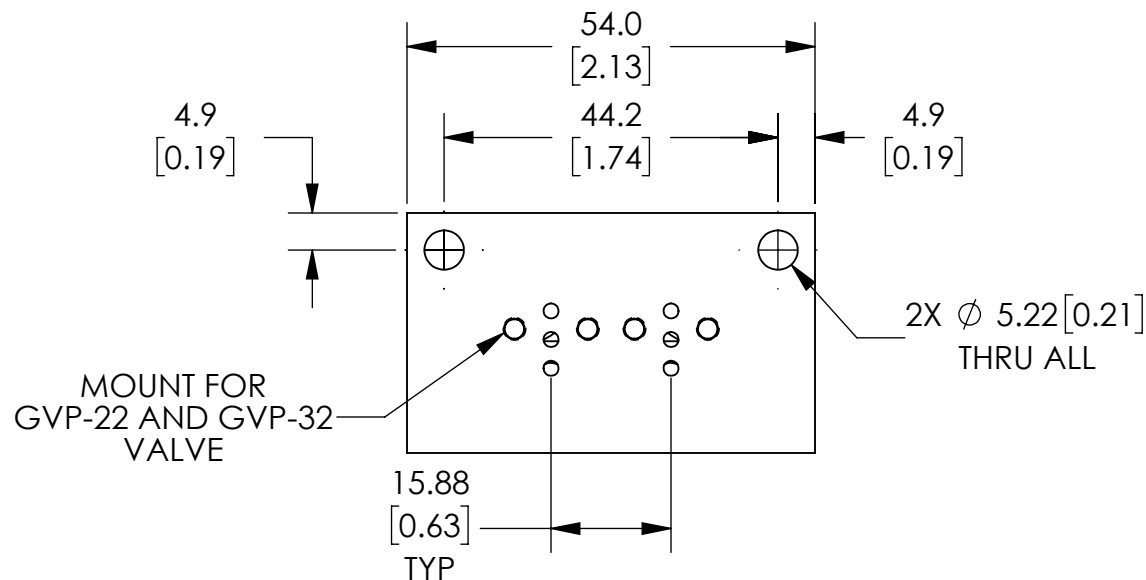 54.0
[2.13]
4.9
[0.19]
44.2
[1.74]
4.9
[0.19]
2X ∅ 5.22[0.21]
THRU ALL
MOUNT FOR
GVP-22 AND GVP-32
VALVE
15.88
[0.63]
TYP